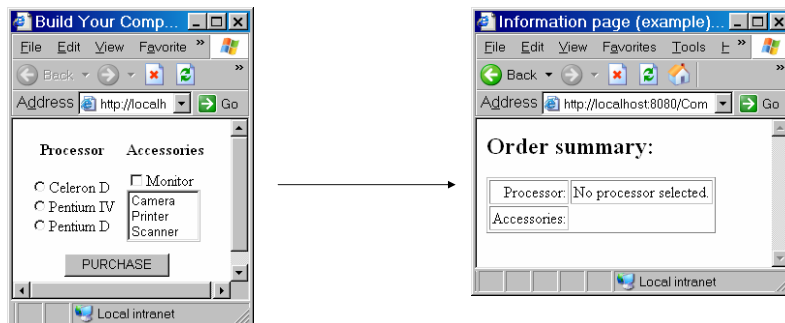 Build Your Comp...
File Edit View Favorite »
Back »
Address http://localh Go
Processor Accessories
Celeron D
Pentium IV
Pentium D
Monitor
Camera
Printer
Scanner
PURCHASE
Local intranet
Information page (example)...
File Edit View Favorites Tools »
Back »
Address http://localhost:8080/Com Go
Order summary:
Processor: No processor selected.
Accessories:
Local intranet